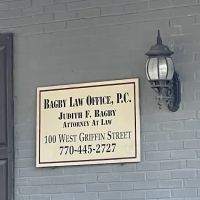 BAGBY LAW OFFICE, P.C.
JUDITH F. BAGBY
ATTORNEY AT LAW
100 WEST GRIFFIN STREET
770-445-2727